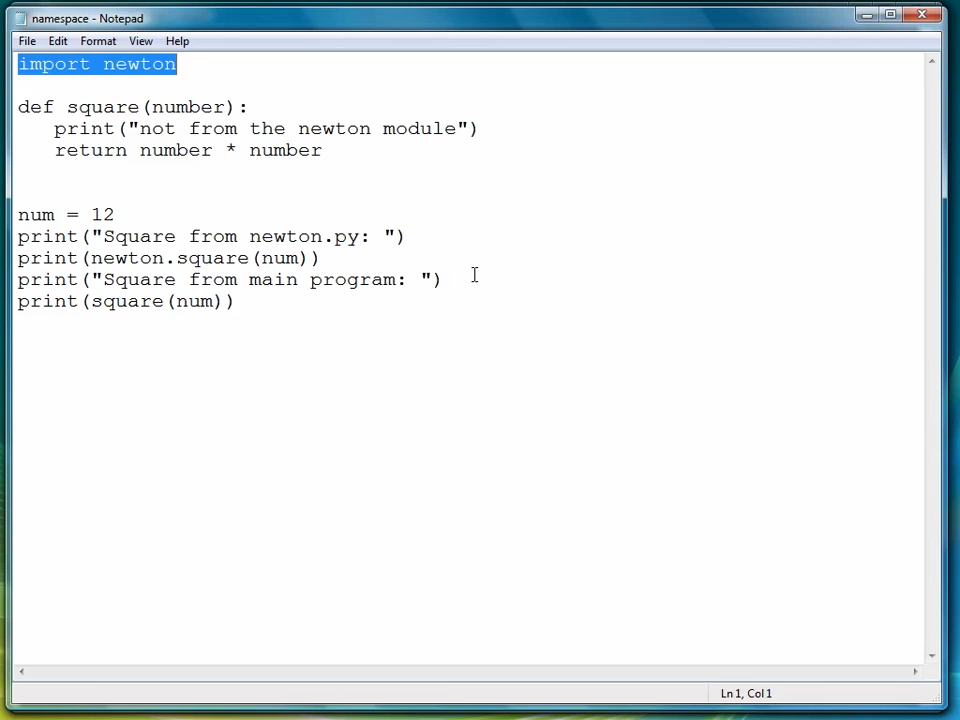 namespace - Notepad
File Edit Format View Help
import newton
def square(number):
   print("not from the newton module")
   return number * number
num = 12
print("Square from newton.py: ")
print(newton.square(num))
print("Square from main program: ")
print(square(num))
Ln 1, Col 1